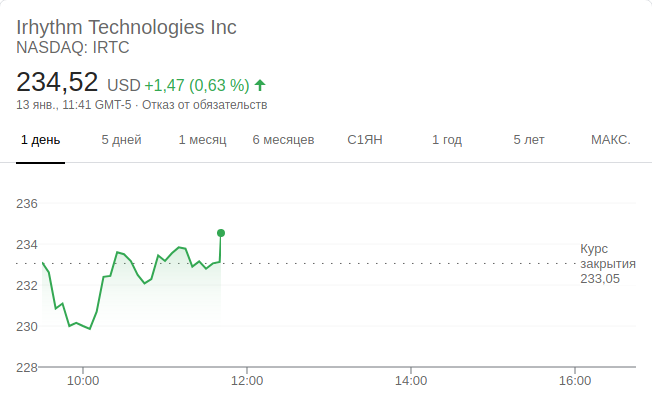 Irhythm Technologies Inc
NASDAQ: IRTC
234,52 USD +1,47 (0,63 %)
13 янв., 11:41 GMT-5 · Отказ от обязательств
1 день 5 дней 1 месяц 6 месяцев С1ЯН 1 год 5 лет МАКС.
236
234
Курс
закрытия
233,05
232
230
228
10:00 12:00 14:00 16:00